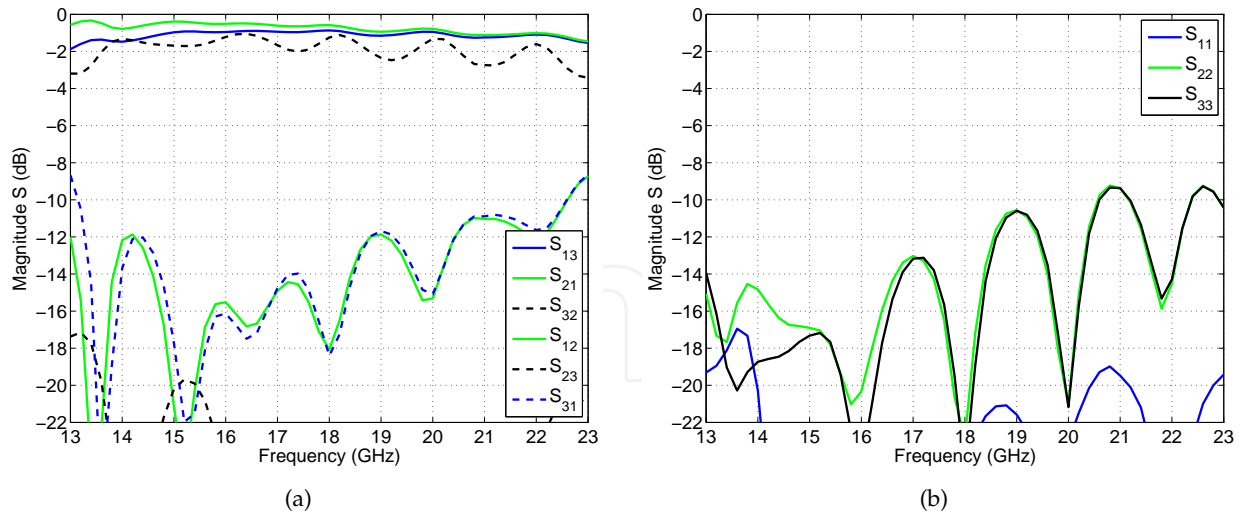 0
−2
−4
−6
−8
−10
−12
−14
−16
−18
−20
−22
Magnitude S (dB)
13 14 15 16 17 18 19 20 21 22 23
Frequency (GHz)
S13
S21
S32
S12
S23
S31
(a)
0
−2
−4
−6
−8
−10
−12
−14
−16
−18
−20
−22
Magnitude S (dB)
13 14 15 16 17 18 19 20 21 22 23
Frequency (GHz)
S11
S22
S33
(b)